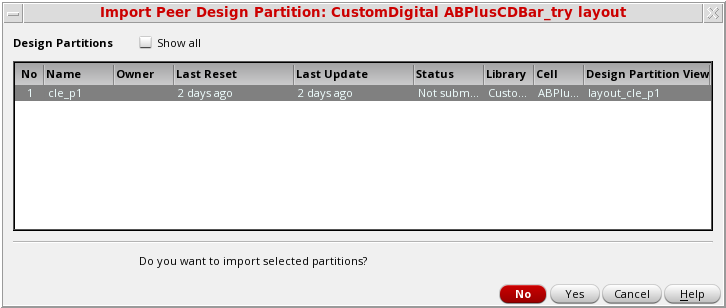 Import Peer Design Partition: CustomDigital ABPlusCDBar_try layout
Design Partitions Show all
No Name Owner Last Reset Last Update Status Library Cell Design Partition View
1 cle_p1 2 days ago 2 days ago Not subm... Custo... ABPlu... layout_cle_p1
Do you want to import selected partitions?
No Yes Cancel Help